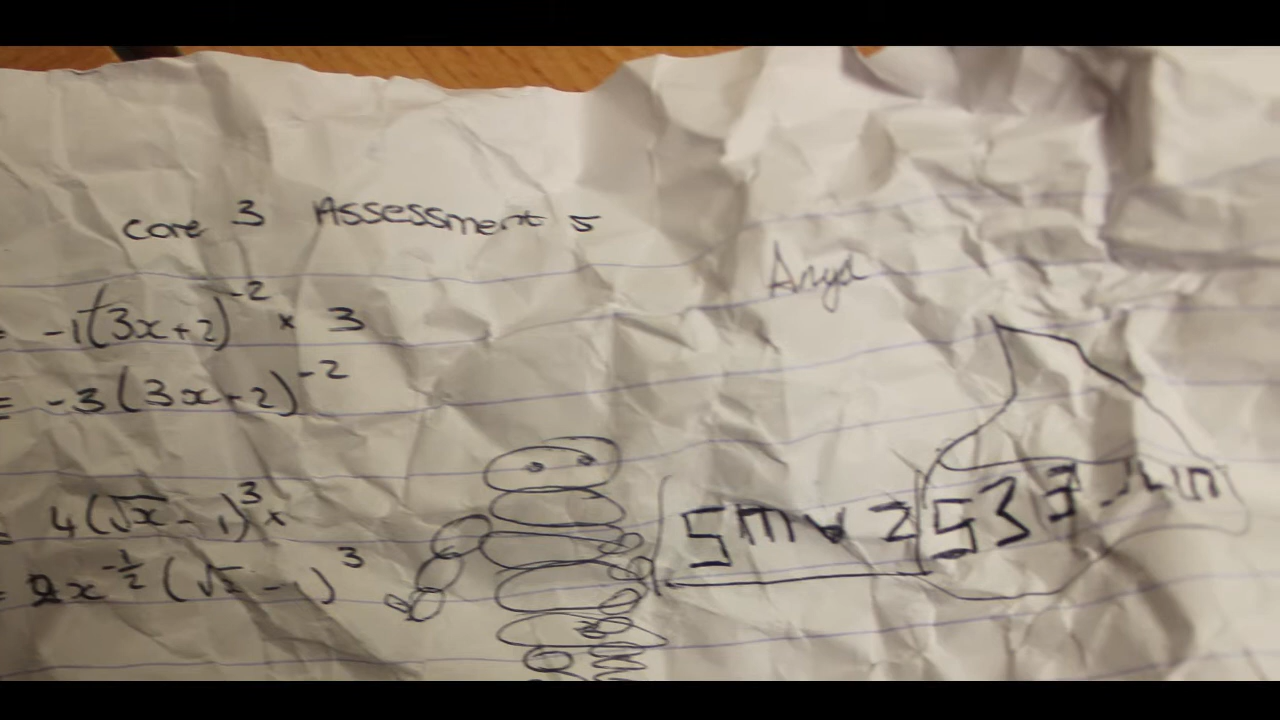 Core 3 Assessment 5
Anya
= -1(3x+2)^-2 × 3
= -3(3x+2)^-2
= 4(√x - 1)^3 ×
= 2x^-1/2 (√x - 1)^3